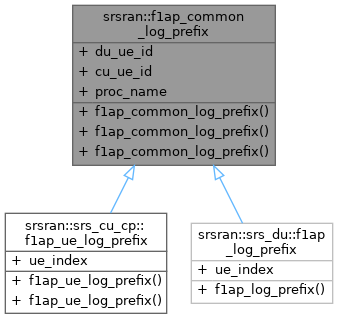 srsran::f1ap_common
_log_prefix
+ du_ue_id
+ cu_ue_id
+ proc_name
+ f1ap_common_log_prefix()
+ f1ap_common_log_prefix()
+ f1ap_common_log_prefix()
srsran::srs_cu_cp::
f1ap_ue_log_prefix
+ ue_index
+ f1ap_ue_log_prefix()
+ f1ap_ue_log_prefix()
srsran::srs_du::f1ap
_log_prefix
+ ue_index
+ f1ap_log_prefix()